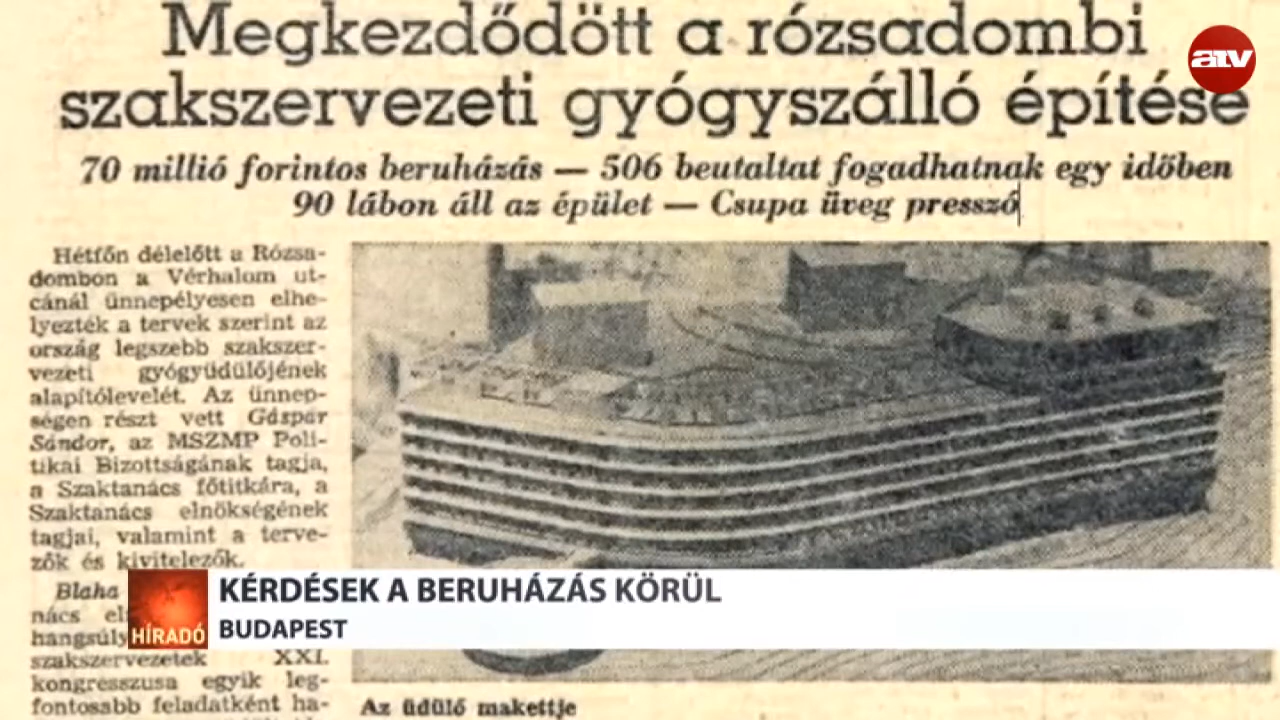 Megkezdődött a rózsadombi
szakszervezeti gyógyszálló építése
atv
70 millió forintos beruházás — 506 beutaltat fogadhatnak egy időben
90 lábon áll az épület — Csupa üveg presszó
Hétfőn délelőtt a Rózsa-
dombon a Vérhalom ut-
cánál ünnepélyesen elhe-
lyezték a tervek szerint az
ország legszebb szakszer-
vezeti gyógyüdülőjének
alapítólevelét. Az ünnep-
ségen részt vett Gáspár
Sándor, az MSZMP Poli-
tikai Bizottságának tagja,
a Szaktanács főtitkára, a
Szaktanács elnökségének
tagjai, valamint a terve-
zők és kivitelezők.
Blaha
nács
hangsúly
szakszervezetek XXI.
kongresszusa egyik leg-
fontosabb feladatként ha-
Az üdülő makettje
HÍRADÓ
KÉRDÉSEK A BERUHÁZÁS KÖRÜL
BUDAPEST